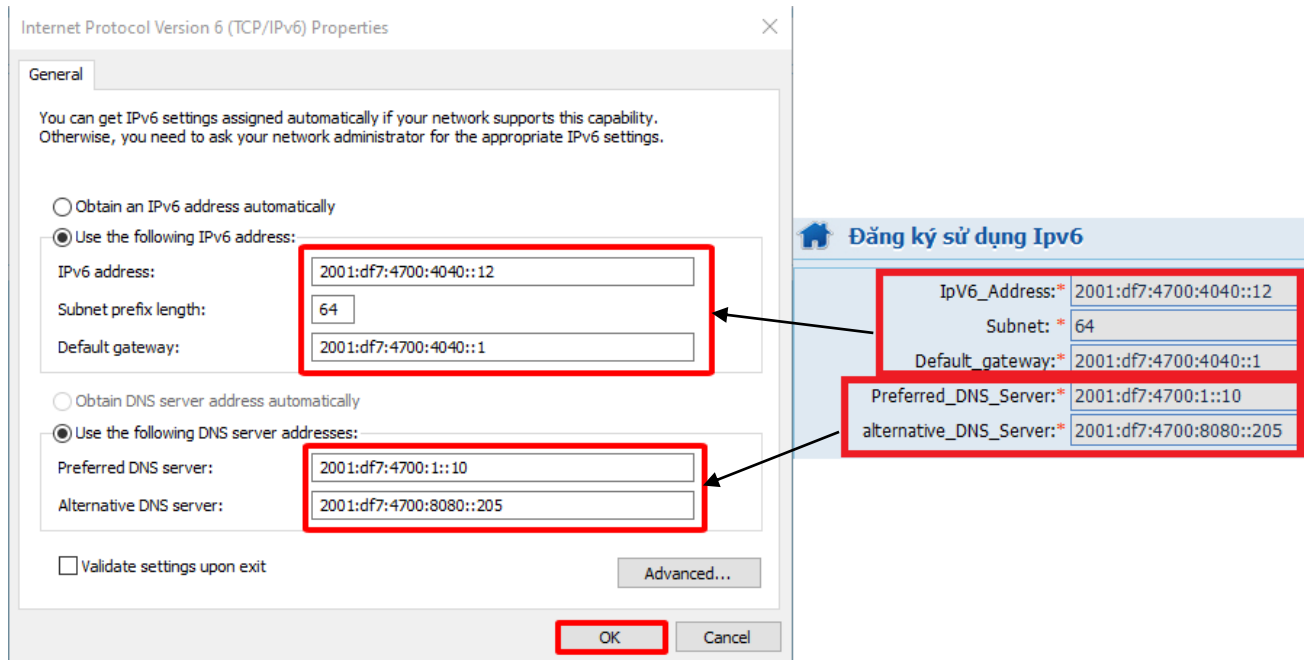 Internet Protocol Version 6 (TCP/IPv6) Properties
General
You can get IPv6 settings assigned automatically if your network supports this capability.
Otherwise, you need to ask your network administrator for the appropriate IPv6 settings.
Obtain an IPv6 address automatically
Use the following IPv6 address:
IPv6 address: 2001:df7:4700:4040::12
Subnet prefix length: 64
Default gateway: 2001:df7:4700:4040::1
Obtain DNS server address automatically
Use the following DNS server addresses:
Preferred DNS server: 2001:df7:4700:1::10
Alternative DNS server: 2001:df7:4700:8080::205
Validate settings upon exit
Advanced...
OK Cancel
Đăng ký sử dụng Ipv6
IpV6_Address:* 2001:df7:4700:4040::12
Subnet: * 64
Default_gateway:* 2001:df7:4700:4040::1
Preferred_DNS_Server:* 2001:df7:4700:1::10
alternative_DNS_Server:* 2001:df7:4700:8080::205